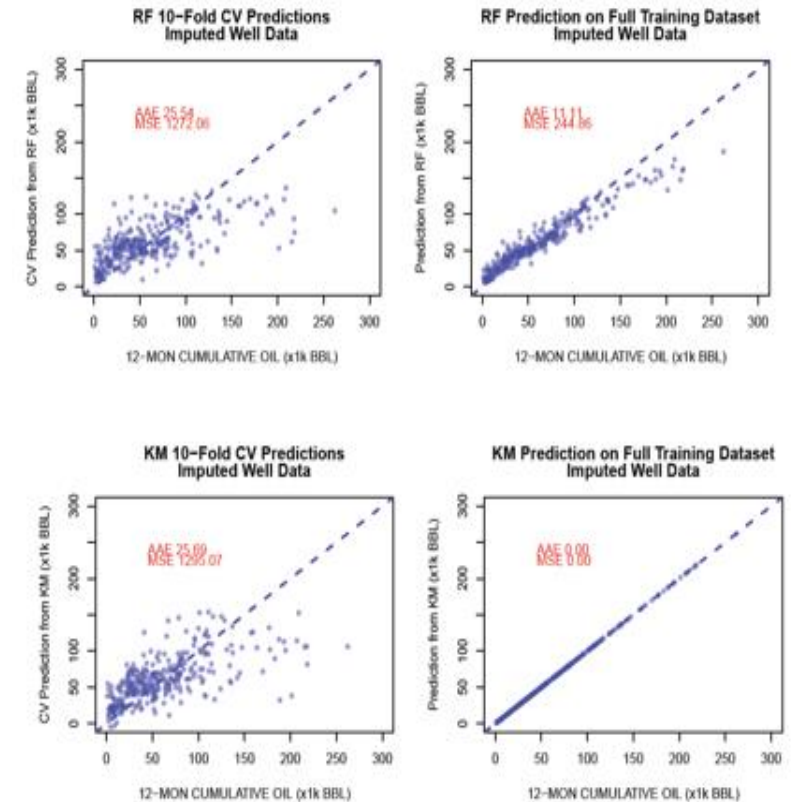 RF 10-Fold CV Predictions
Imputed Well Data
AAE 25.54
MSE 1272.06
CV Prediction from RF (x1k BBL)
300
200
100
50
0
0 50 100 150 200 250 300
12-MON CUMULATIVE OIL (x1k BBL)
RF Prediction on Full Training Dataset
Imputed Well Data
AAE 11.11
MSE 244.86
Prediction from RF (x1k BBL)
300
200
100
50
0
0 50 100 150 200 250 300
12-MON CUMULATIVE OIL (x1k BBL)
KM 10-Fold CV Predictions
Imputed Well Data
AAE 25.69
MSE 1295.07
CV Prediction from KM (x1k BBL)
300
200
100
50
0
0 50 100 150 200 250 300
12-MON CUMULATIVE OIL (x1k BBL)
KM Prediction on Full Training Dataset
Imputed Well Data
AAE 0.00
MSE 0.00
Prediction from KM (x1k BBL)
300
200
100
50
0
0 50 100 150 200 250 300
12-MON CUMULATIVE OIL (x1k BBL)